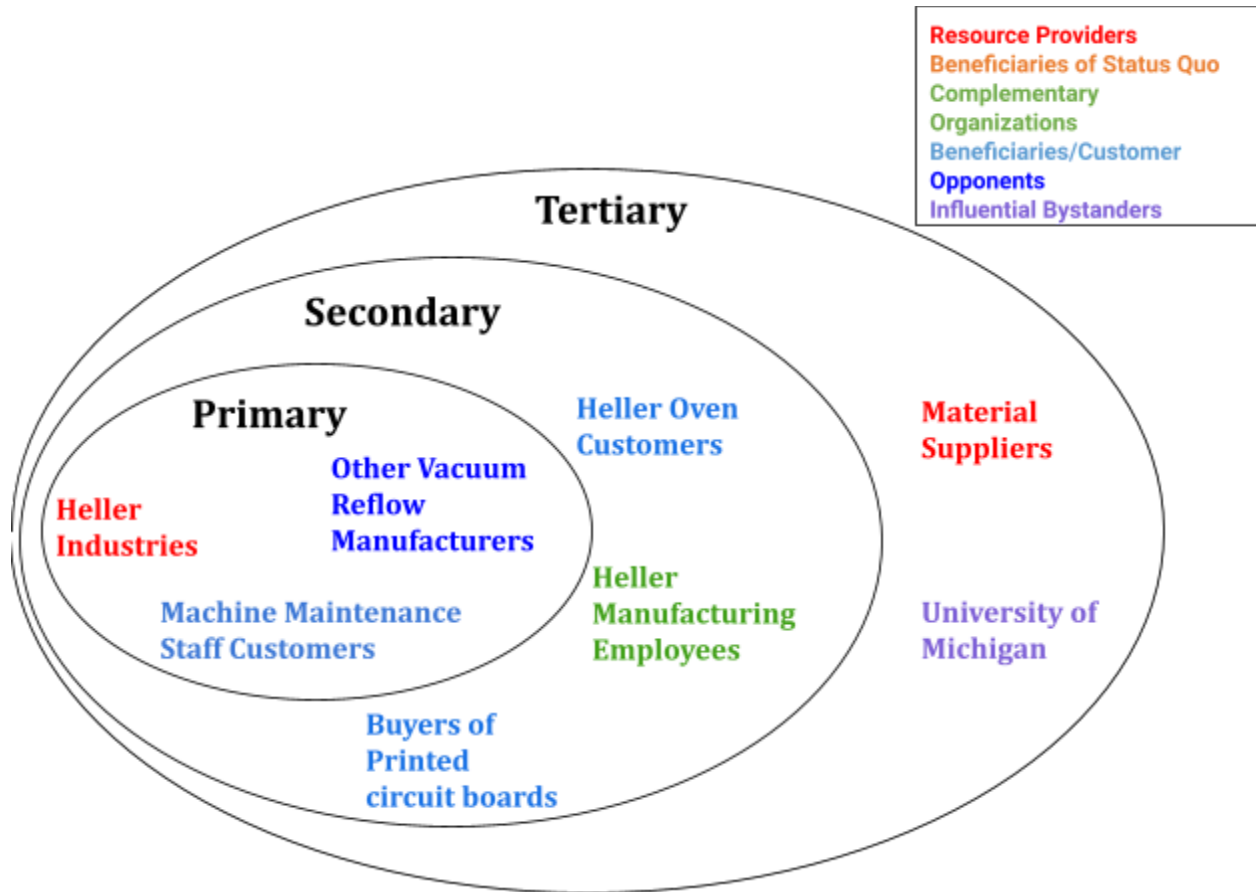 Resource Providers
Beneficiaries of Status Quo
Complementary
Organizations
Beneficiaries/Customer
Opponents
Influential Bystanders
Tertiary
Secondary
Primary
Heller
Industries
Other Vacuum
Reflow
Manufacturers
Machine Maintenance
Staff Customers
Heller Oven
Customers
Heller
Manufacturing
Employees
Buyers of
Printed
circuit boards
Material
Suppliers
University of
Michigan